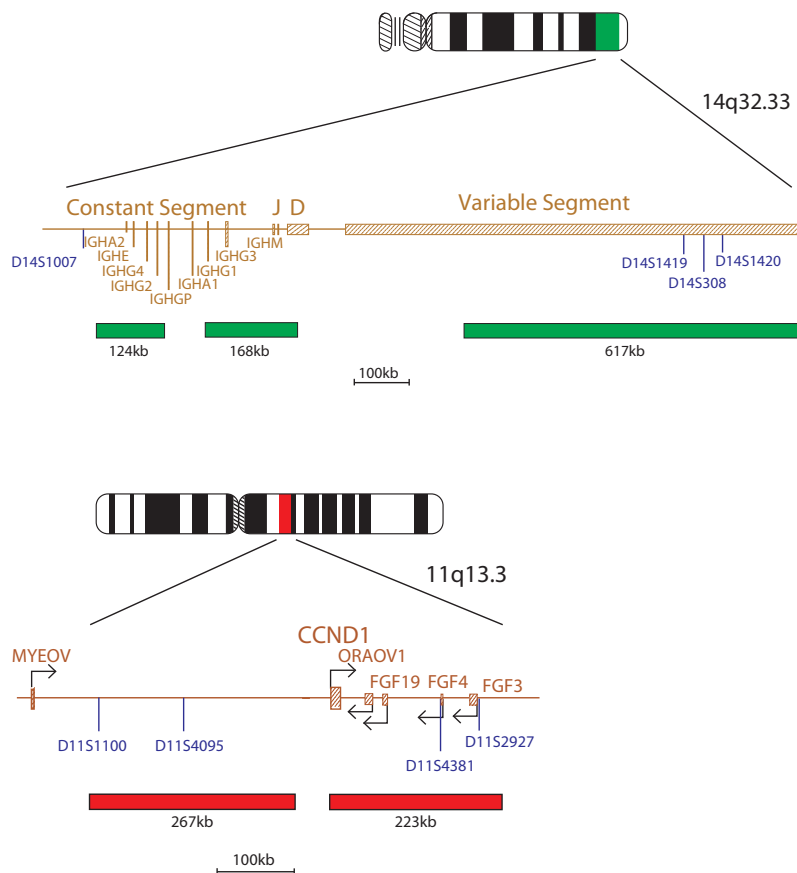 14q32.33
Constant Segment J D Variable Segment
D14S1007
IGHA2
IGHE
IGHG4
IGHG2
IGHGP
IGHA1
IGHG1
IGHG3
IGHM
D14S1419
D14S308
D14S1420
124kb
168kb
617kb
100kb
11q13.3
CCND1
MYEOV
ORAOV1
FGF19
FGF4
FGF3
D11S1100
D11S4095
D11S4381
D11S2927
267kb
223kb
100kb